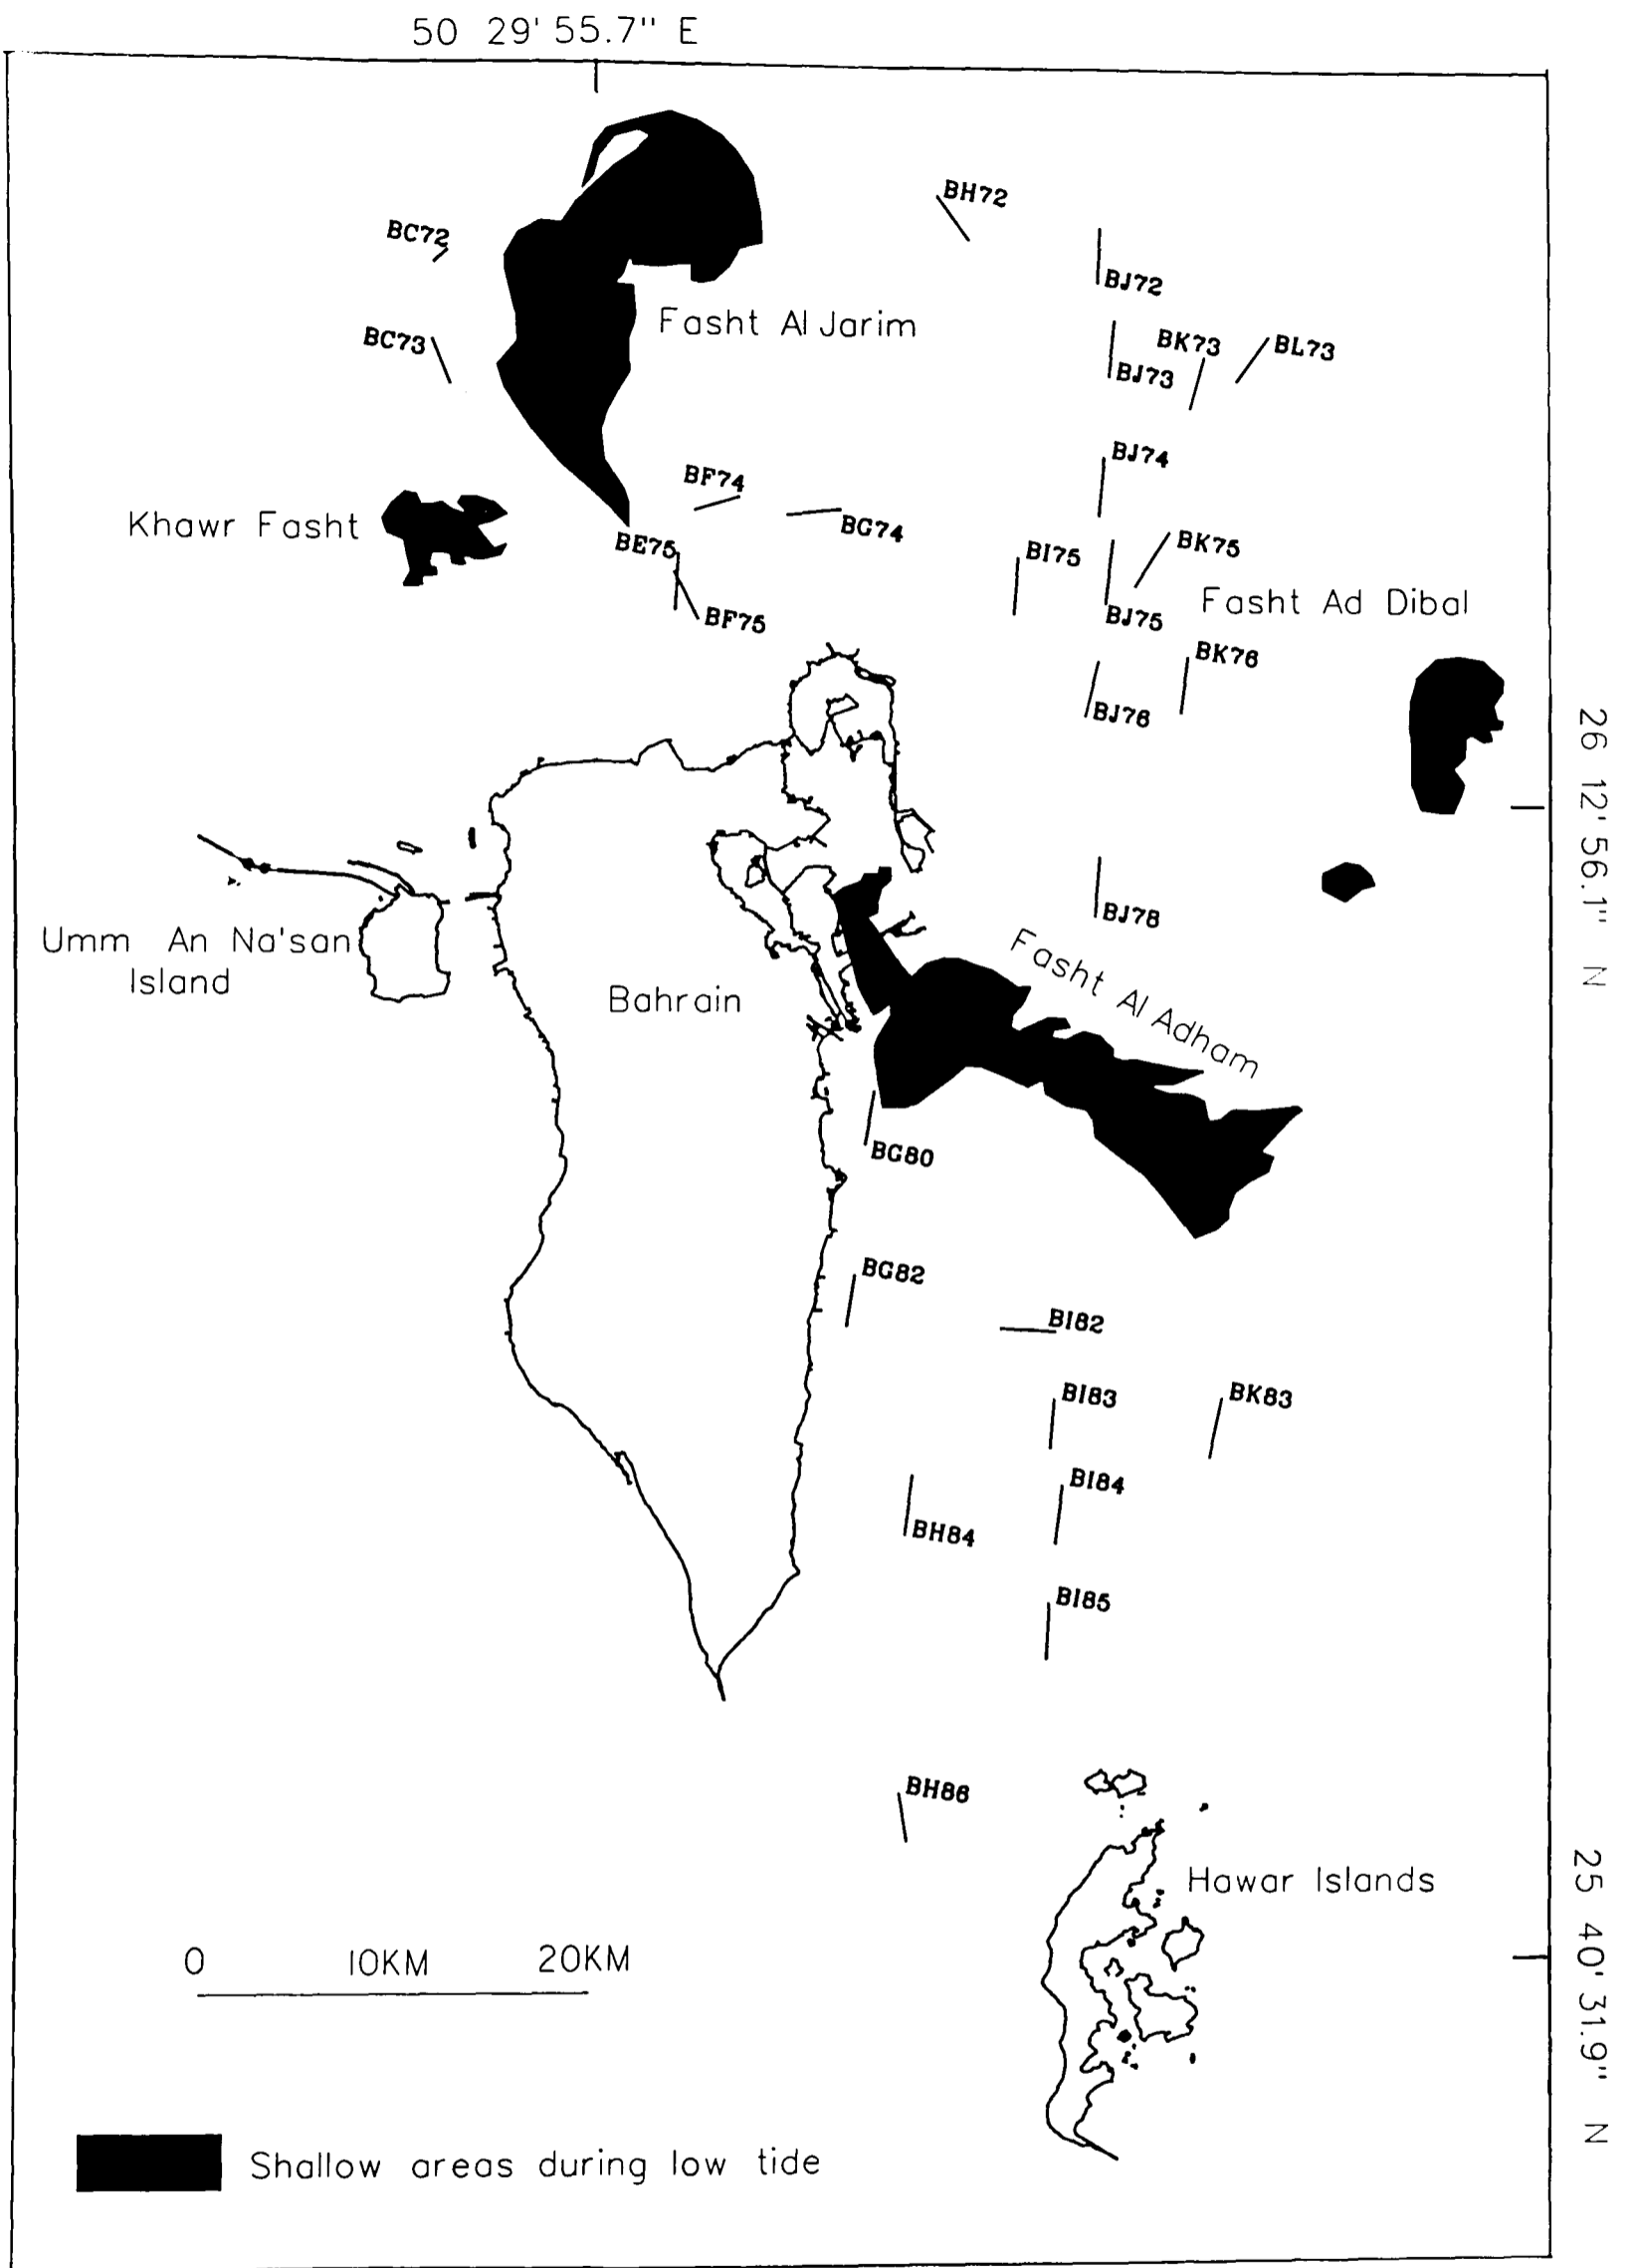 50 29' 55.7" E
BH72
BC72
BJ72
Fasht Al Jarim
BC73
BK73
BL73
BJ73
BJ74
BF74
Khawr Fasht
BG74
BE75
BI75
BK75
Fasht Ad Dibal
BF75
BJ75
BK76
BJ76
26 12' 56.1" N
BJ78
Umm An Na'san
Island
Bahrain
Fasht Al Adham
BG80
BG82
BI82
BI83
BK83
BI84
BH84
BI85
BH86
Hawar Islands
25 40' 31.9" N
0 10KM 20KM
Shallow areas during low tide